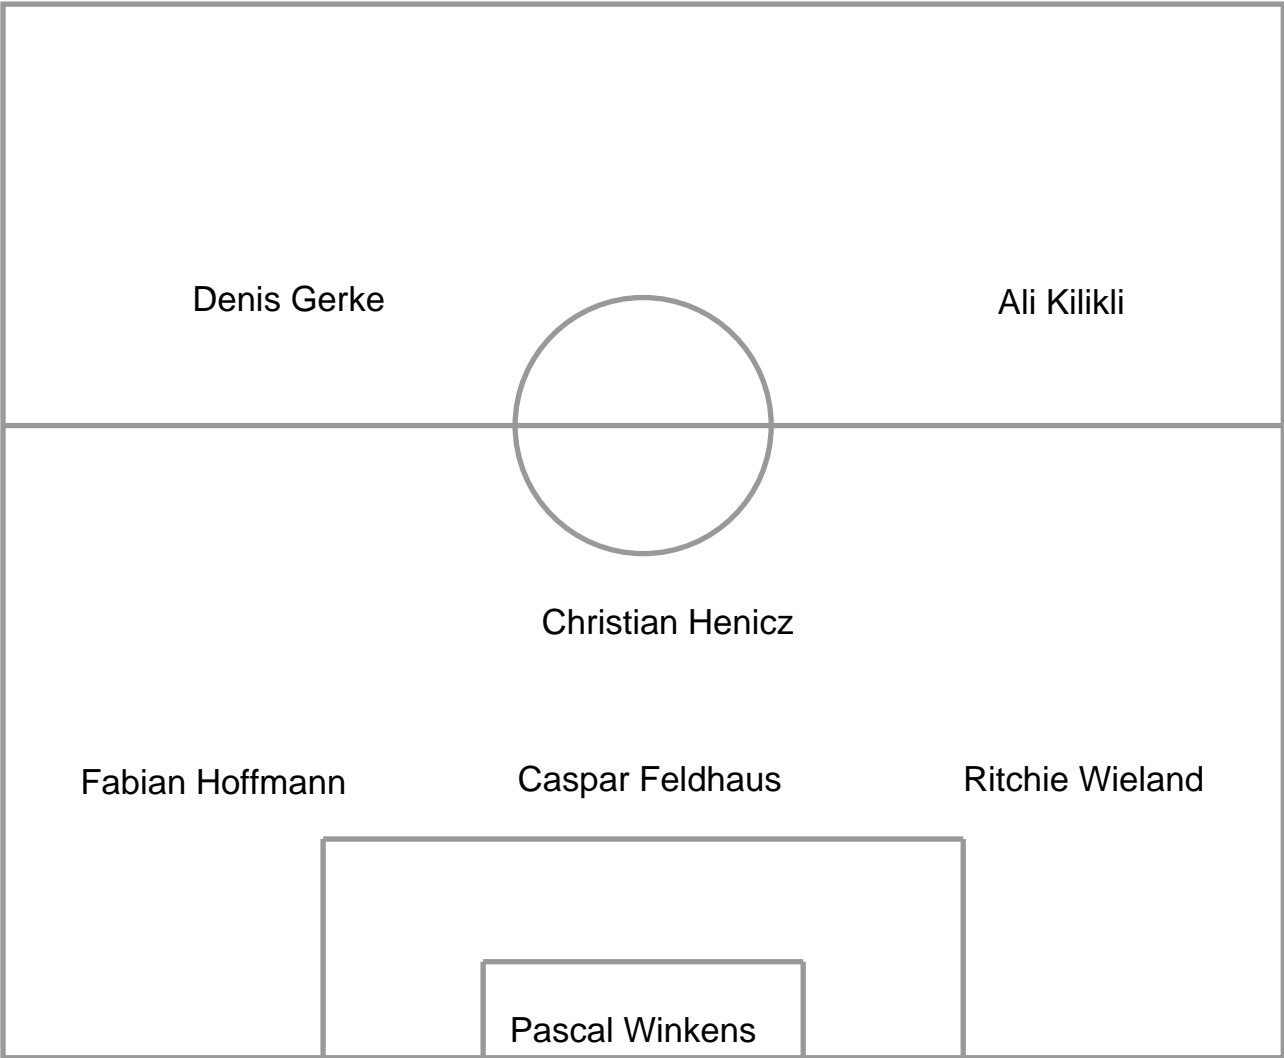 Denis Gerke
Ali Kilikli
Christian Henicz
Fabian Hoffmann
Caspar Feldhaus
Ritchie Wieland
Pascal Winkens